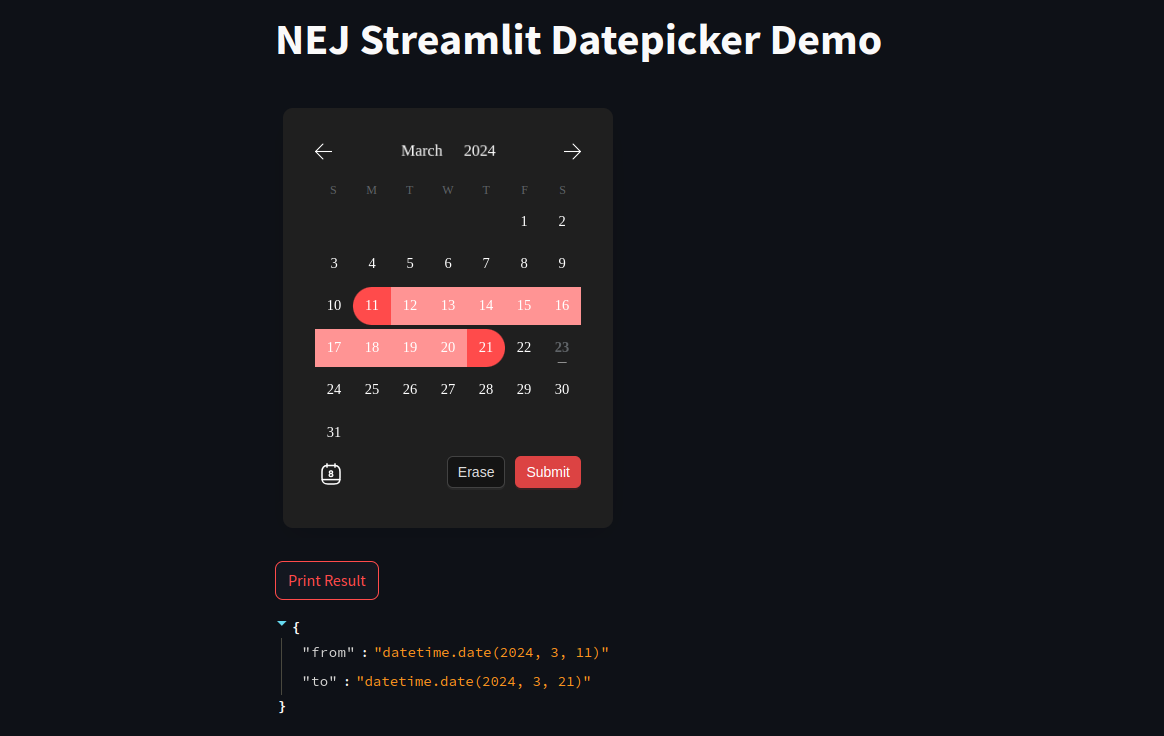 NEJ Streamlit Datepicker Demo
March 2024
S M T W T F S
1 2
3 4 5 6 7 8 9
10 11 12 13 14 15 16
17 18 19 20 21 22 23
24 25 26 27 28 29 30
31
8 Erase Submit
Print Result
{
"from" : "datetime.date(2024, 3, 11)"
"to" : "datetime.date(2024, 3, 21)"
}